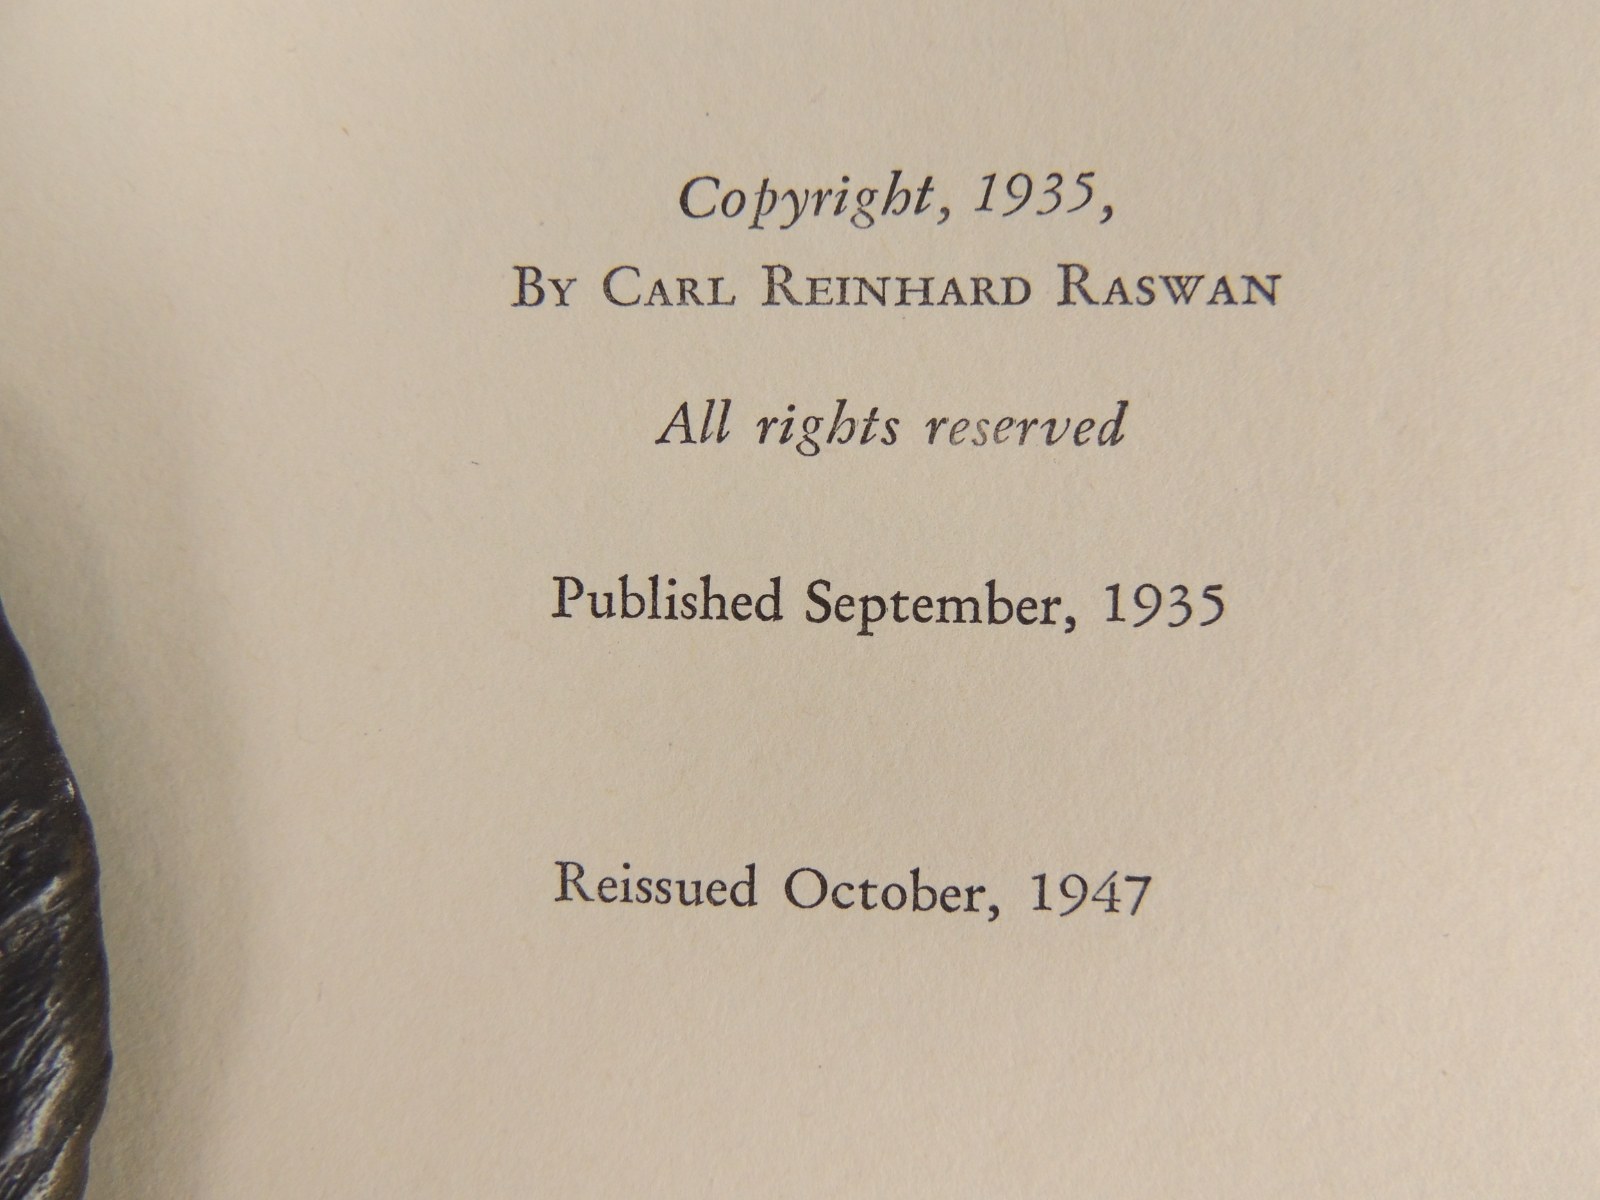 Copyright, 1935,
By Carl Reinhard Raswan
All rights reserved
Published September, 1935
Reissued October, 1947